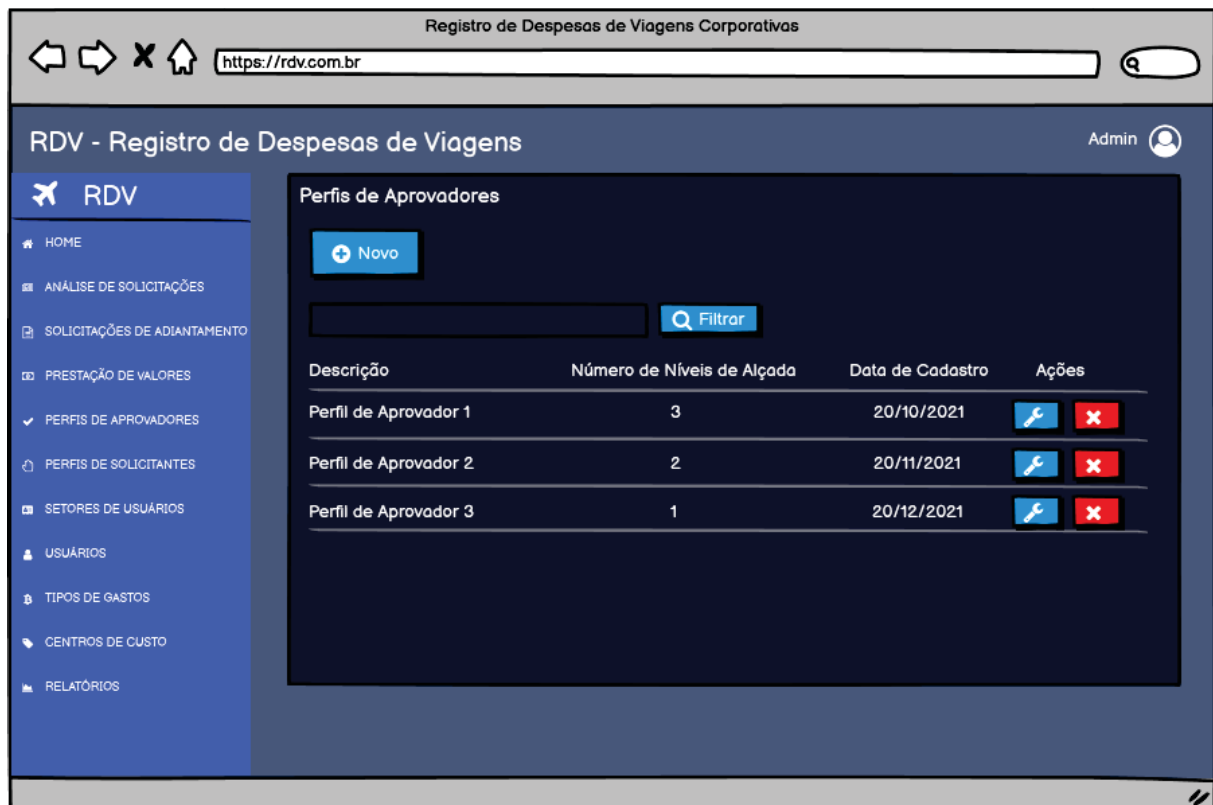 Registro de Despesas de Viagens Corporativas
https://rdv.com.br
RDV - Registro de Despesas de Viagens
Admin
RDV
HOME
ANÁLISE DE SOLICITAÇÕES
SOLICITAÇÕES DE ADIANTAMENTO
PRESTAÇÃO DE VALORES
PERFIS DE APROVADORES
PERFIS DE SOLICITANTES
SETORES DE USUÁRIOS
USUÁRIOS
TIPOS DE GASTOS
CENTROS DE CUSTO
RELATÓRIOS
Perfis de Aprovadores
Novo
Filtrar
Descrição Número de Níveis de Alçada Data de Cadastro Ações
Perfil de Aprovador 1 3 20/10/2021
Perfil de Aprovador 2 2 20/11/2021
Perfil de Aprovador 3 1 20/12/2021